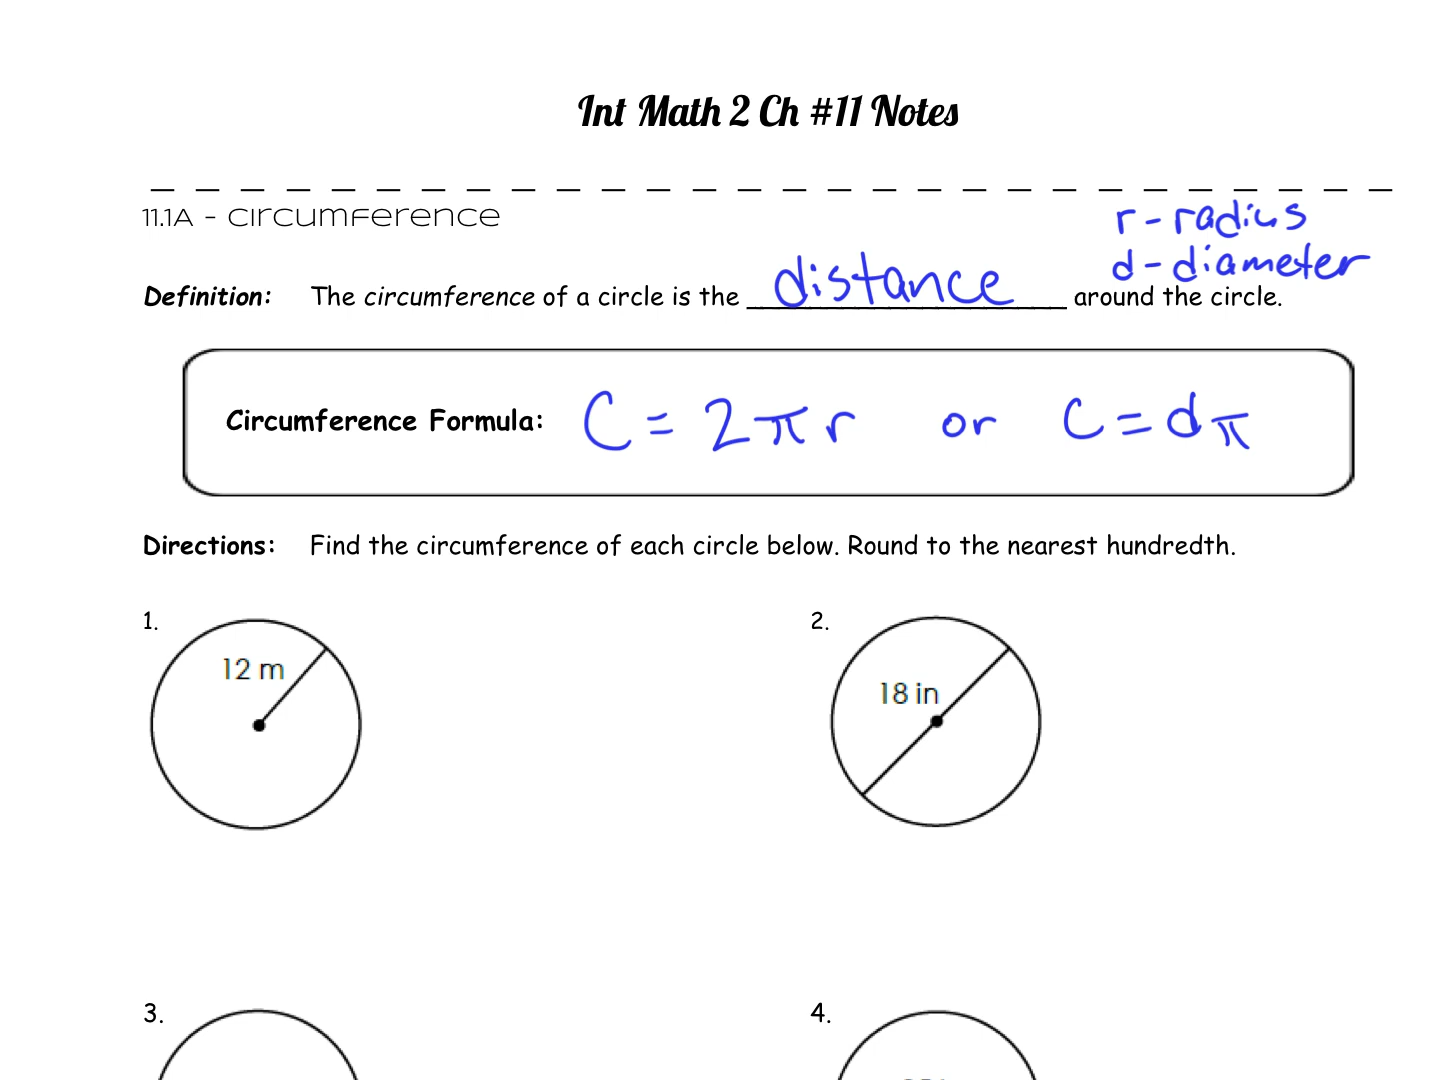 Int Math 2 Ch #11 Notes
11.1A - Circumference
r - radius
d - diameter
Definition: The circumference of a circle is the distance around the circle.
Circumference Formula: C = 2πr or C = dπ
Directions: Find the circumference of each circle below. Round to the nearest hundredth.
1. 2.
12 m 18 in
3. 4.